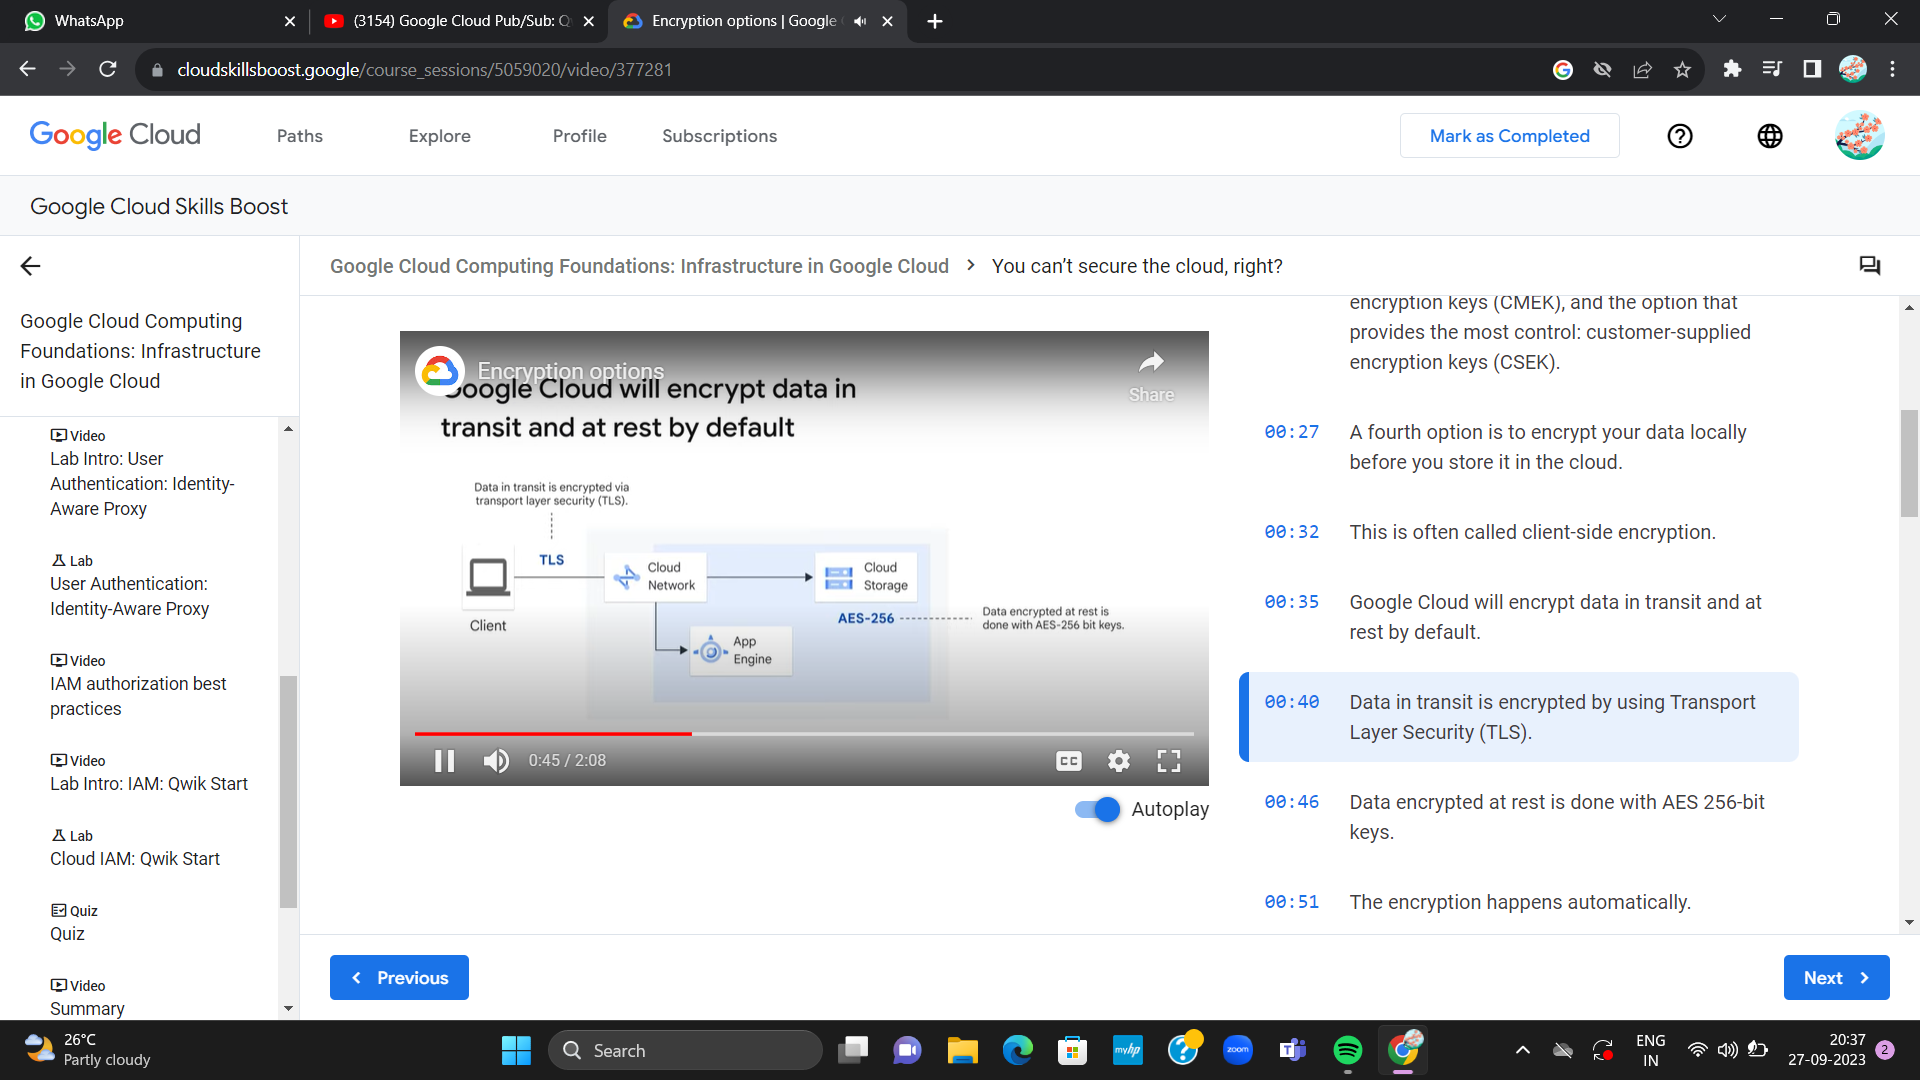 WhatsApp
(3154) Google Cloud Pub/Sub: Q
Encryption options | Google
cloudskillsboost.google/course_sessions/5059020/video/377281
Google Cloud
Paths
Explore
Profile
Subscriptions
Mark as Completed
Google Cloud Skills Boost
Google Cloud Computing Foundations: Infrastructure in Google Cloud
You can’t secure the cloud, right?
Google Cloud Computing
Foundations: Infrastructure
in Google Cloud
Video
Lab Intro: User
Authentication: Identity-
Aware Proxy
Lab
User Authentication:
Identity-Aware Proxy
Video
IAM authorization best
practices
Video
Lab Intro: IAM: Qwik Start
Lab
Cloud IAM: Qwik Start
Quiz
Quiz
Video
Summary
Encryption options
Share
Google Cloud will encrypt data in
transit and at rest by default
Data in transit is encrypted via
transport layer security (TLS).
TLS
Client
Cloud
Network
Cloud
Storage
AES-256
Data encrypted at rest is
done with AES-256 bit keys.
App
Engine
0:45 / 2:08
CC
Autoplay
encryption keys (CMEK), and the option that
provides the most control: customer-supplied
encryption keys (CSEK).
00:27 A fourth option is to encrypt your data locally
before you store it in the cloud.
00:32 This is often called client-side encryption.
00:35 Google Cloud will encrypt data in transit and at
rest by default.
00:40 Data in transit is encrypted by using Transport
Layer Security (TLS).
00:46 Data encrypted at rest is done with AES 256-bit
keys.
00:51 The encryption happens automatically.
Previous
Next
26°C
Partly cloudy
Search
myhp
zoom
ENG
IN
20:37
27-09-2023
2